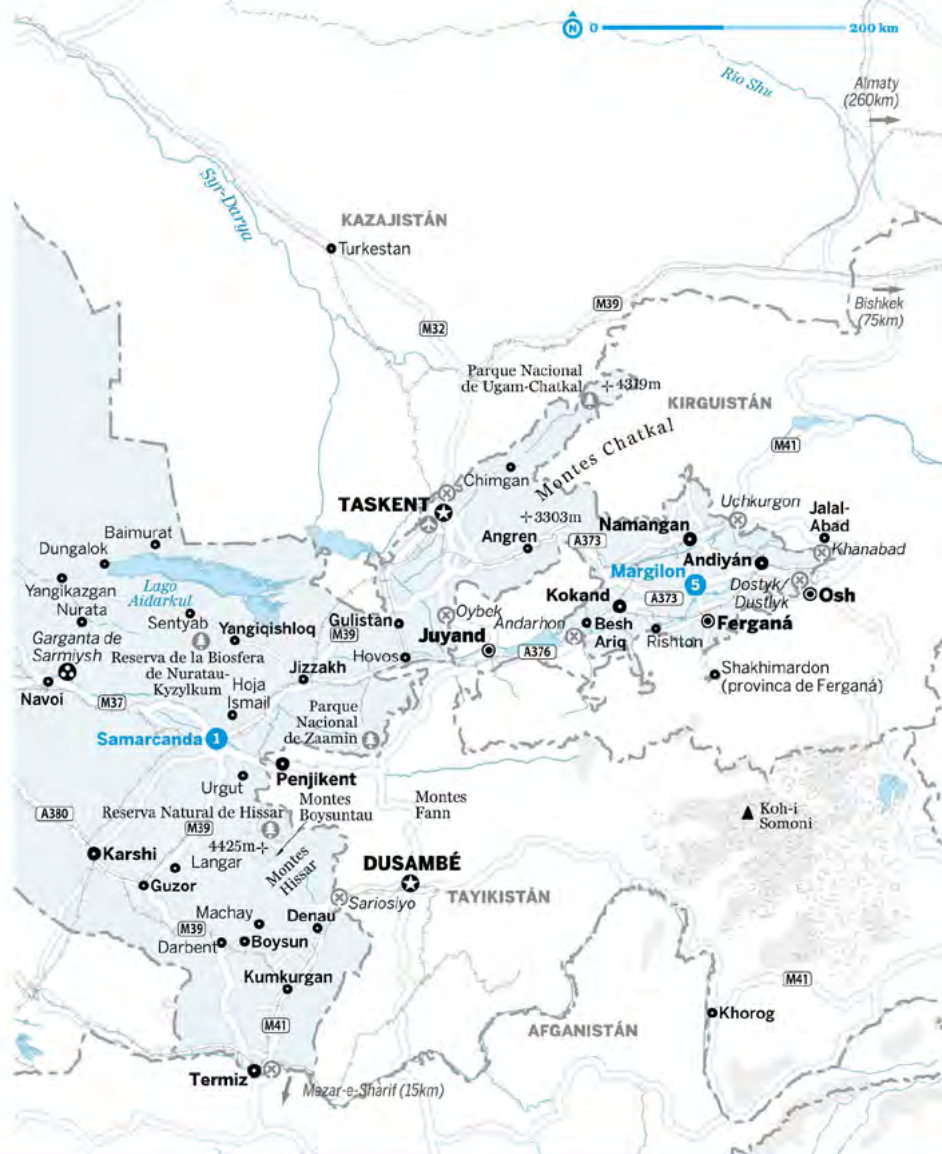 N 0 200 km
Río Shu
Almaty
(260km)
Syr-Darya
KAZAJISTÁN
Turkestan
M39
Bishkek
(75km)
M32
Parque Nacional
de Ugam-Chatkal
4319m
KIRGUISTÁN
M41
Montes Chatkal
Chimgan
TASKENT
Uchkurgon
3303m
Namangan
Jalal-
Abad
Baimurat
Angren
A373
Khanabad
Dungalok
Andiyán
Margilon
5
Yangikazgan
Lago
Aidarkul
Dostyk/
Dustlyk
Osh
Nurata
Sentyab
Oybek
Kokand
A373
Garganta de
Sarmiysh
Yangiqishloq
Gulistän
M39
Andarhon
Besh
Ariq
Ferganá
Rishton
Juyand
Reserva de la Biosfera
de Nuratau-
Kyzylkum
Hovos
A376
Jizzakh
Shakhimardon
(provinca de Ferganá)
Navoi
M37
Hoja
Ismail
Parque
Nacional
de Zaamin
Samarcanda
1
Penjikent
Urgut
Montes
Boysuntau
Montes
Fann
Koh-i
Somoni
Reserva Natural de Hissar
A380
M39
4425m
Karshi
Langar
Montes
Hissar
DUSAMBÉ
Guzor
TAYIKISTÁN
Sariosiyo
Machay
Denau
M39
Darbent
Boysun
Kumkurgan
M41
Khorog
M41
AFGANISTÁN
Termiz
Mazar-e-Sharif (15km)